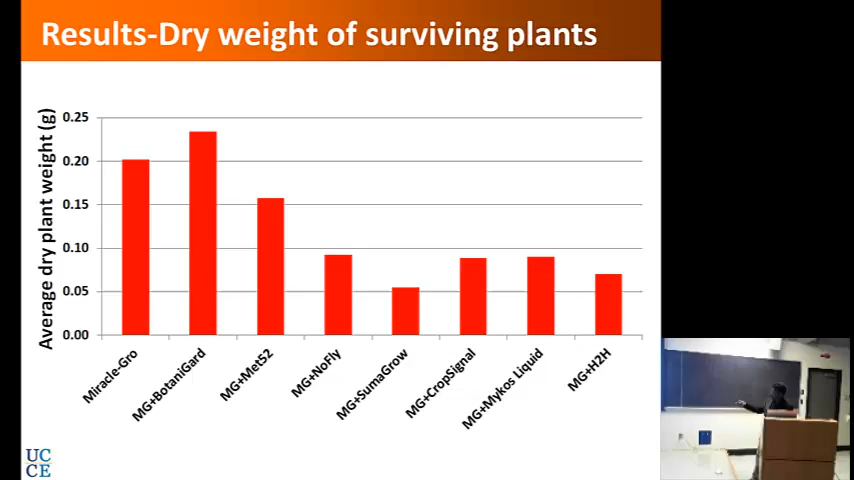 Results-Dry weight of surviving plants
Average dry plant weight (g)
0.25
0.20
0.15
0.10
0.05
0.00
Miracle-Gro
MG+BotaniGard
MG+Met52
MG+NoFly
MG+SumaGrow
MG+CropSignal
MG+Mykos Liquid
MG+H2H
UC
CE